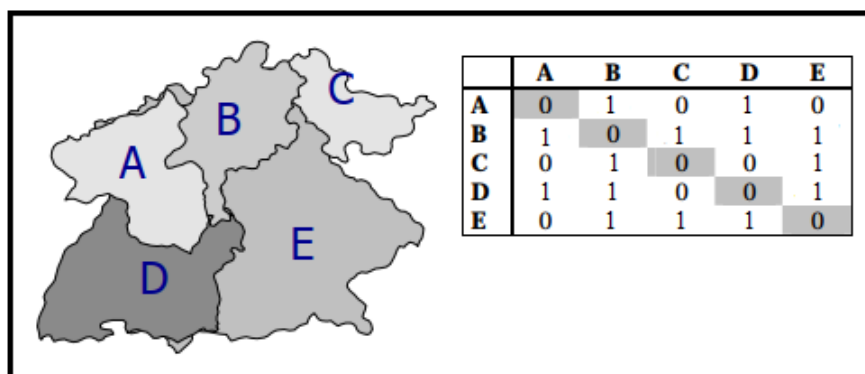 C
B
A
E
D
A B C D E
A 0 1 0 1 0
B 1 0 1 1 1
C 0 1 0 0 1
D 1 1 0 0 1
E 0 1 1 1 0